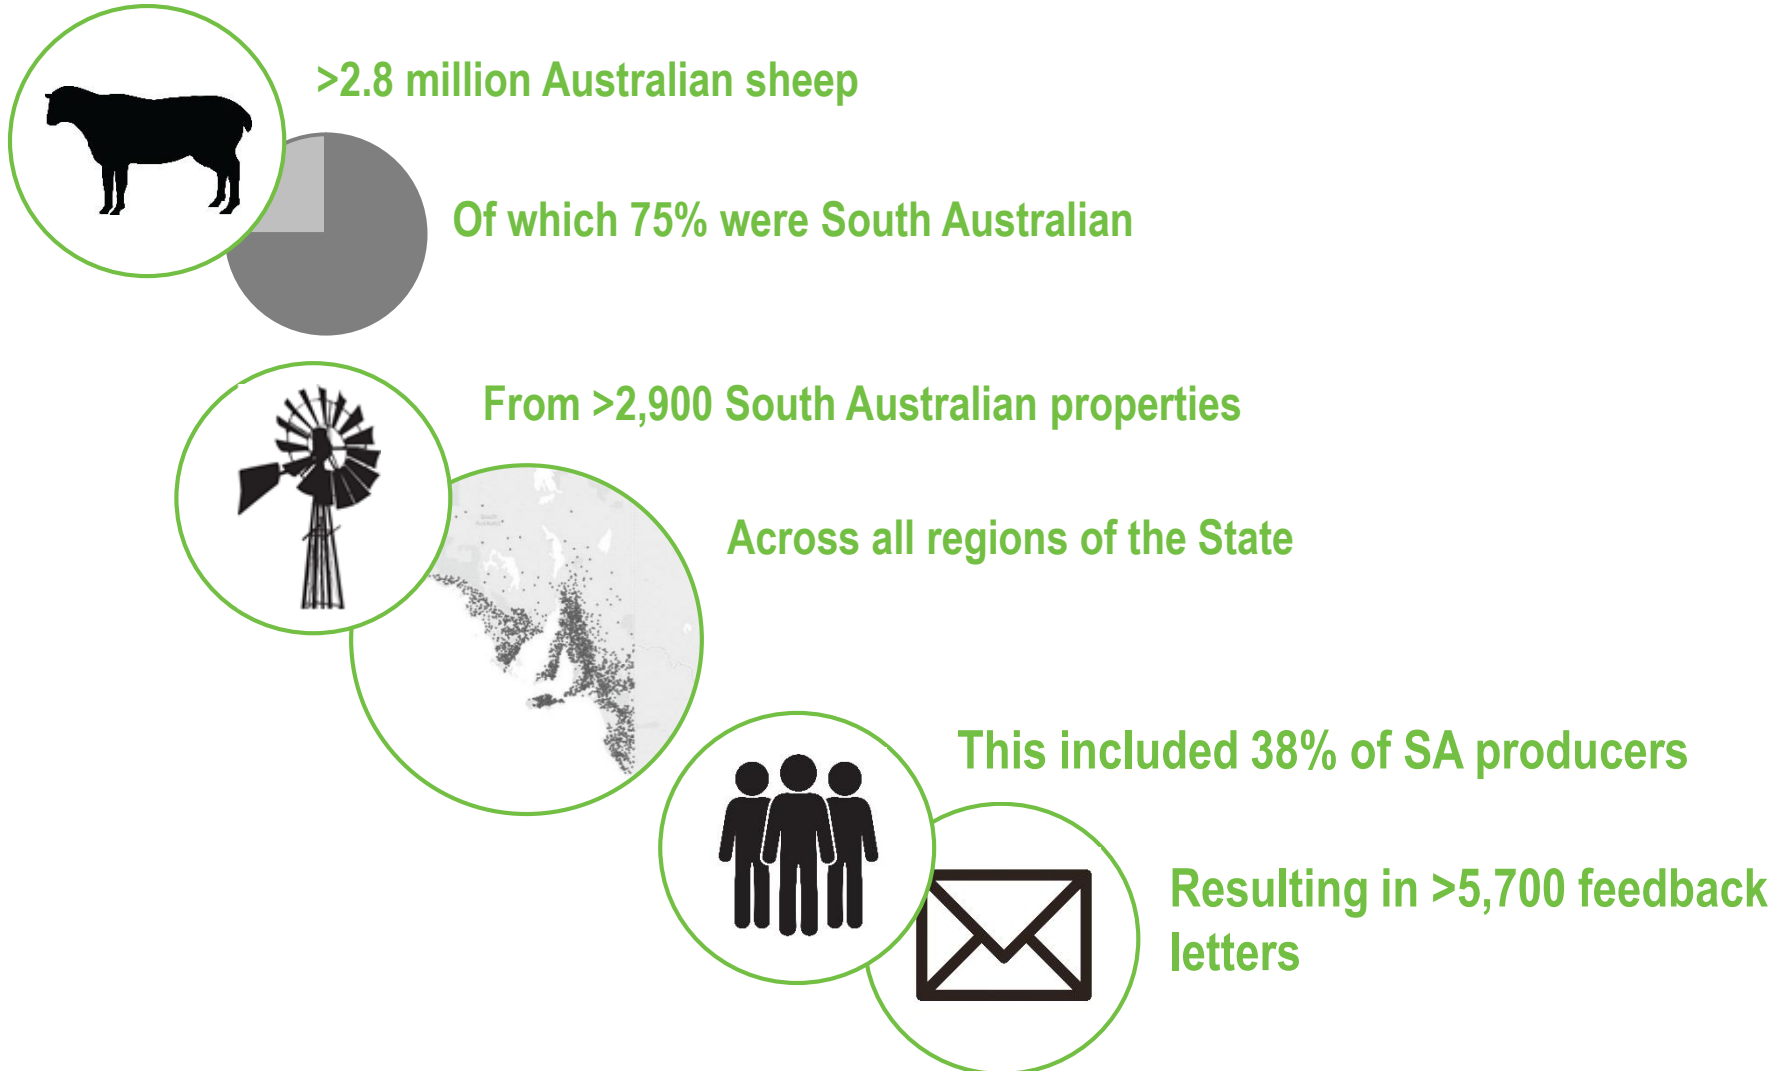 >2.8 million Australian sheep
Of which 75% were South Australian
From >2,900 South Australian properties
Across all regions of the State
This included 38% of SA producers
Resulting in >5,700 feedback
letters